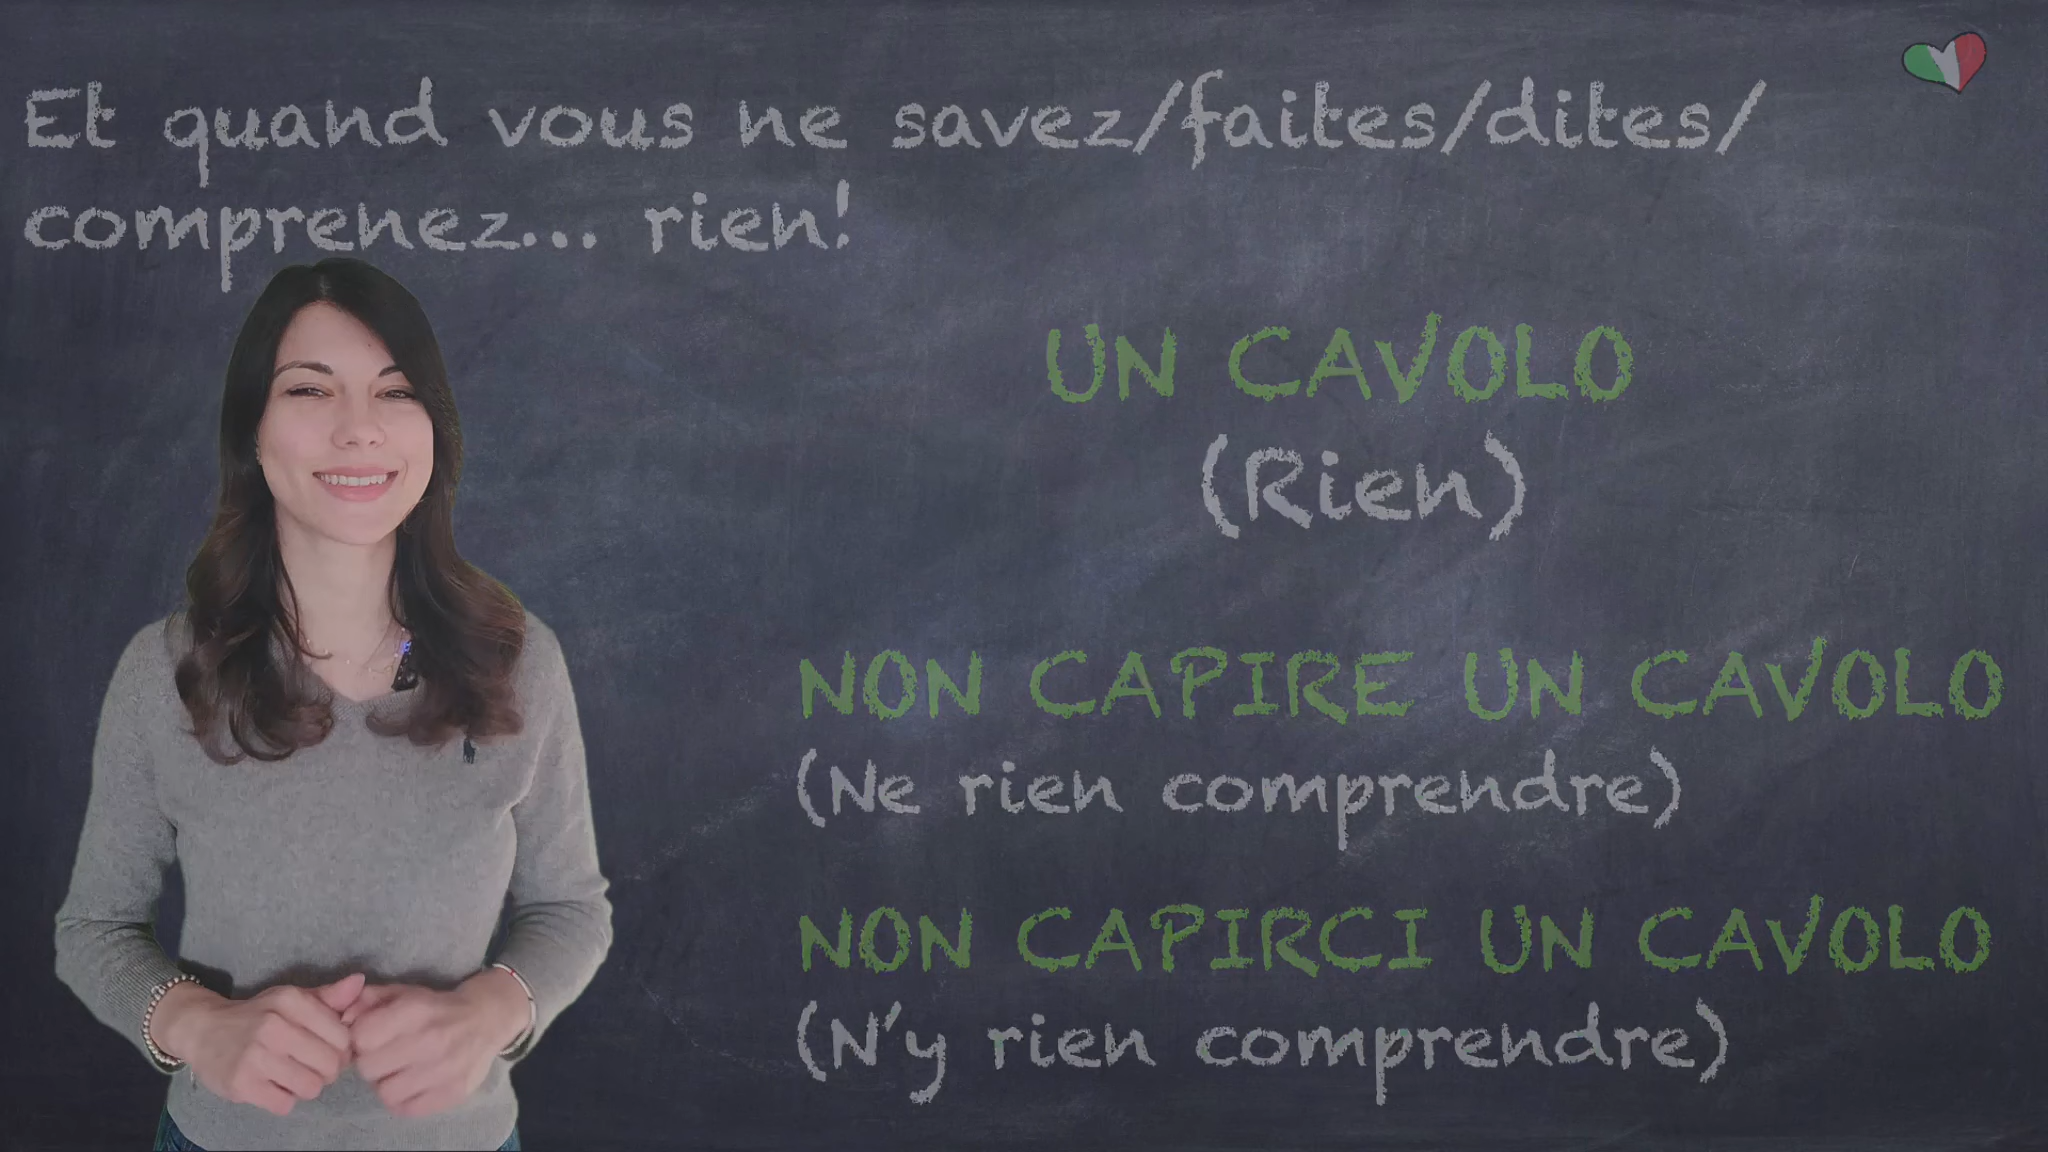 Et quand vous ne savez/faites/dites/
comprenez... rien!
UN CAVOLO
(Rien)
NON CAPIRE UN CAVOLO
(Ne rien comprendre)
NON CAPIRCI UN CAVOLO
(N'y rien comprendre)